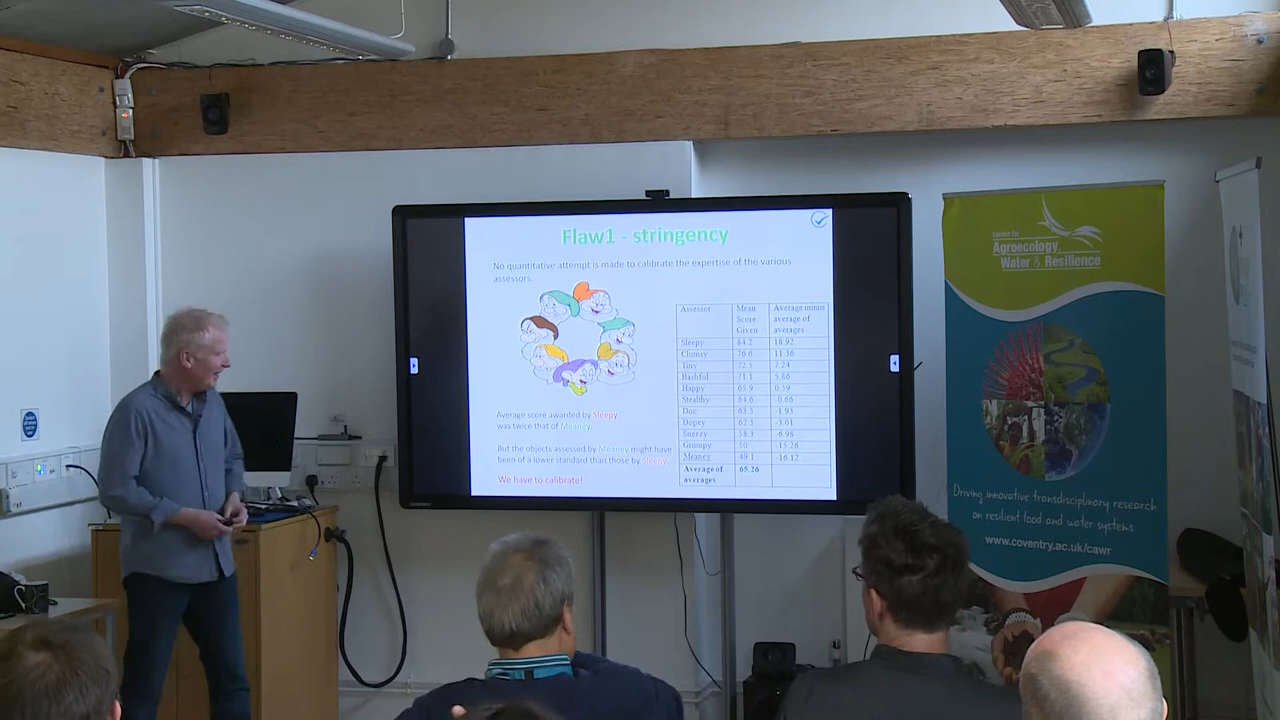 Flaw1 - stringency
No quantitative attempt is made to calibrate the expertise of the various
assessors.
Assessor Mean Score Given Average minus average of averages
Sleepy 84.2 18.92
Clumsy 76.6 11.36
Tiny 72.5 7.24
Bashful 71.1 5.86
Happy 65.9 0.59
Stealthy 64.6 -0.66
Doc 63.3 -1.93
Dopey 62.3 -3.01
Sneezy 58.3 -6.98
Grumpy 50 -15.26
Meaney 49.1 -16.12
Average of averages 65.26
Average score awarded by Sleepy
was twice that of Meaney.
But the objects assessed by Meaney might have
been of a lower standard than those by Sleepy.
We have to calibrate!
Centre for
Agroecology,
Water & Resilience
Driving innovative transdisciplinary research
on resilient food and water systems
www.coventry.ac.uk/cawr